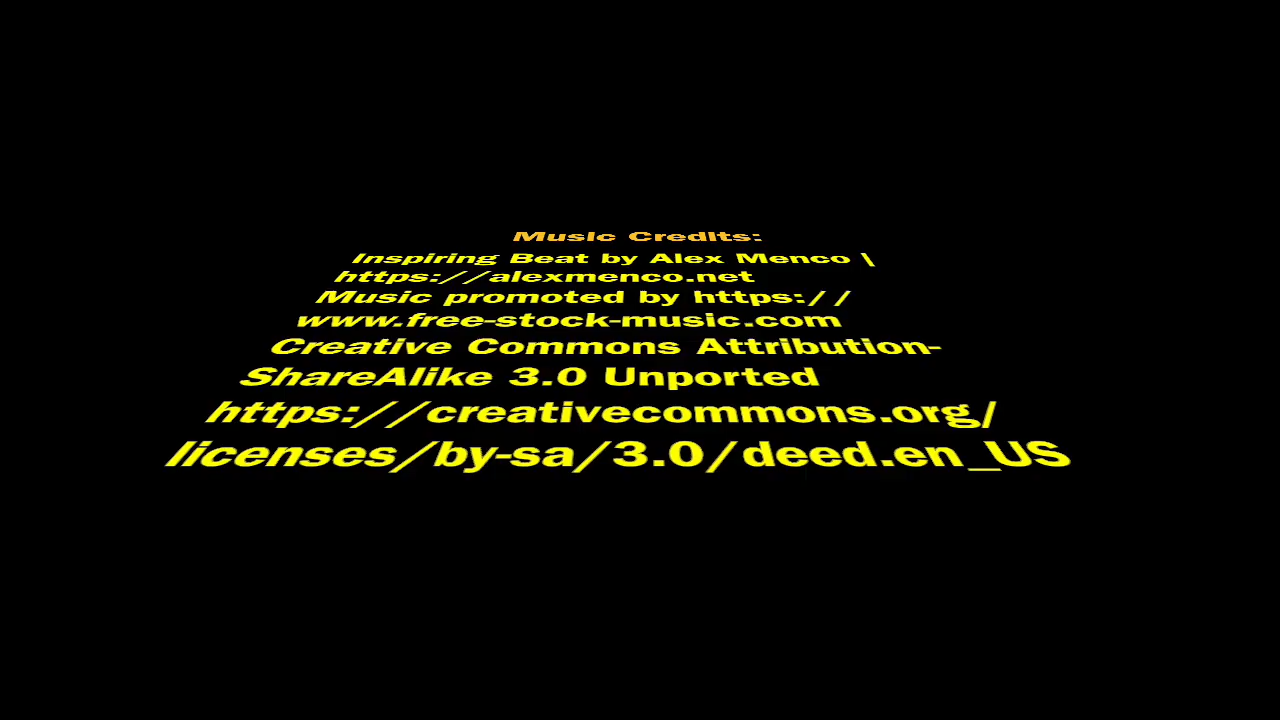 Music Credits:
Inspiring Beat by Alex Menco |
https://alexmenco.net
Music promoted by https://
www.free-stock-music.com
Creative Commons Attribution-
ShareAlike 3.0 Unported
https://creativecommons.org/
licenses/by-sa/3.0/deed.en_US